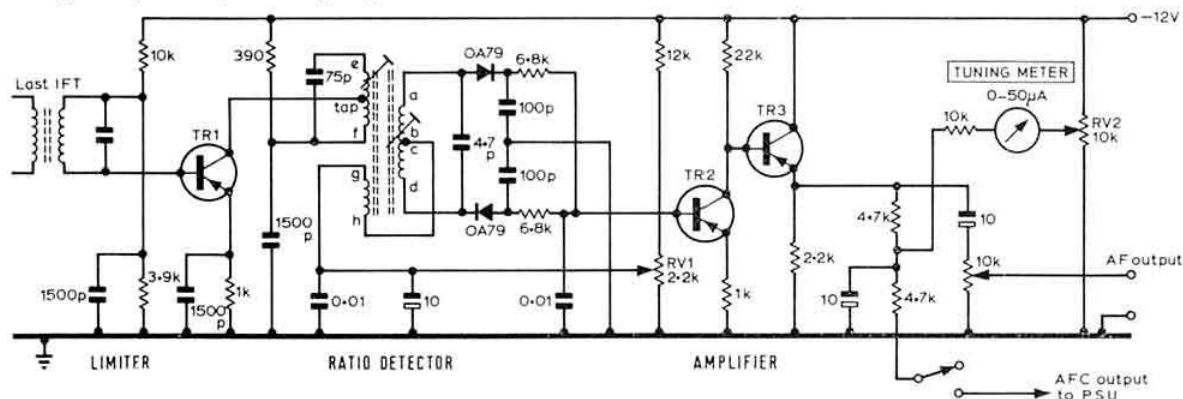 -12V
10k
390
75p
e
tap
f
OA79
6·8k
12k
22k
TUNING METER
0-50µA
Last IFT
TR1
a
b
c
d
100p
4·7
p
100p
TR3
10k
RV2
10k
g
h
TR2
1500
p
OA79
6·8k
4·7k
10
3·9k
1500p
1500
p
1k
0·01
10
0·01
RV1
2·2k
1k
2·2k
10
10k
4·7k
AF output
LIMITER
RATIO DETECTOR
AMPLIFIER
AFC output
to PSU